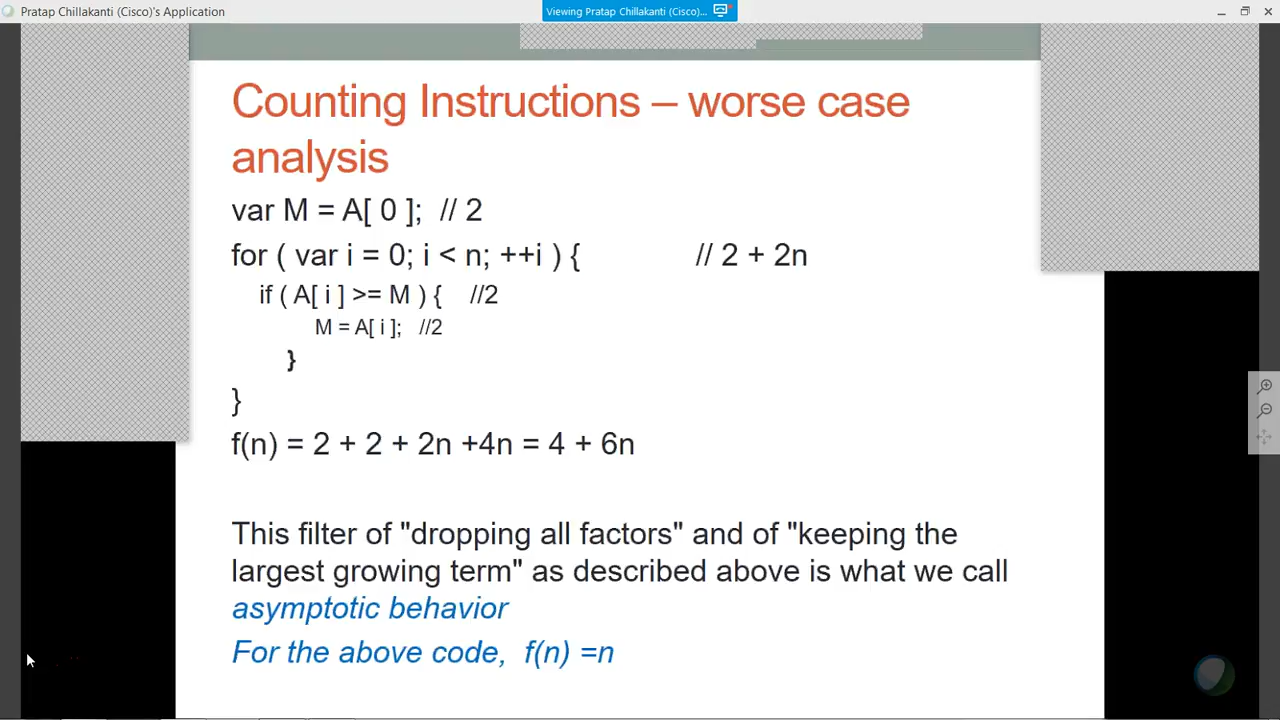 Pratap Chillakanti (Cisco)'s Application
Viewing Pratap Chillakanti (Cisco)...
Counting Instructions – worse case
analysis
var M = A[ 0 ]; // 2
for ( var i = 0; i < n; ++i ) { // 2 + 2n
if ( A[ i ] >= M ) { //2
M = A[ i ]; //2
}
}
f(n) = 2 + 2 + 2n +4n = 4 + 6n
This filter of "dropping all factors" and of "keeping the
largest growing term" as described above is what we call
asymptotic behavior
For the above code, f(n) =n